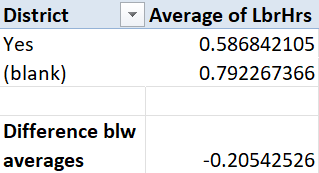 District Average of LbrHrs
Yes 0.586842105
(blank) 0.792267366
Difference blw
averages -0.20542526